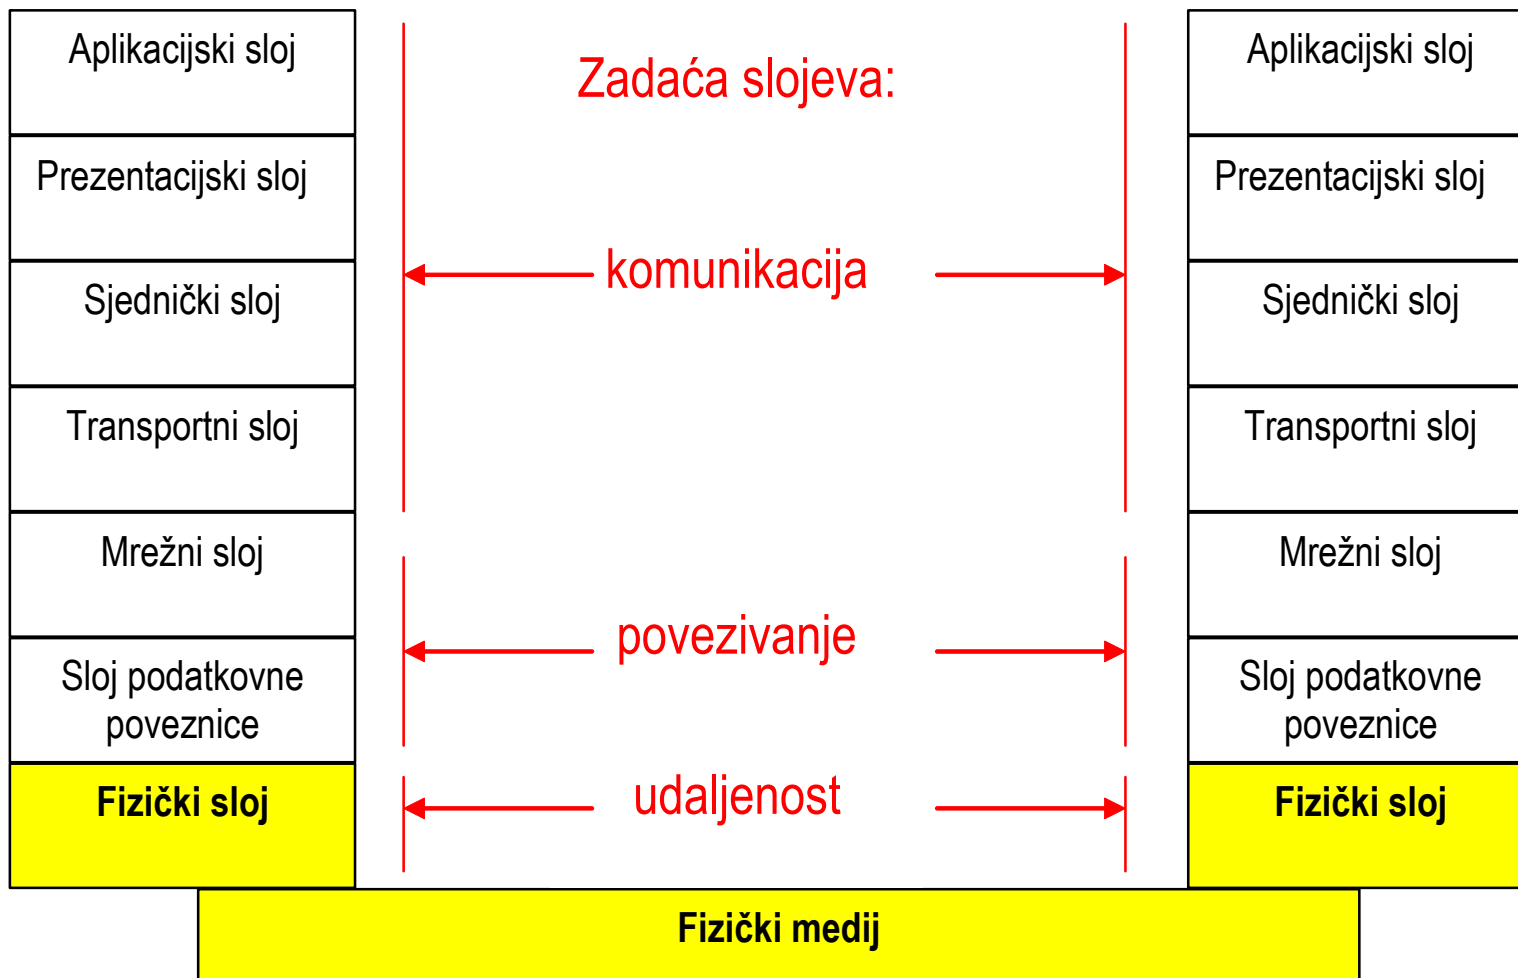 Aplikacijski sloj
Prezentacijski sloj
Sjednički sloj
Transportni sloj
Mrežni sloj
Sloj podatkovne
poveznice
Fizički sloj
Zadaća slojeva:
komunikacija
povezivanje
udaljenost
Aplikacijski sloj
Prezentacijski sloj
Sjednički sloj
Transportni sloj
Mrežni sloj
Sloj podatkovne
poveznice
Fizički sloj
Fizički medij